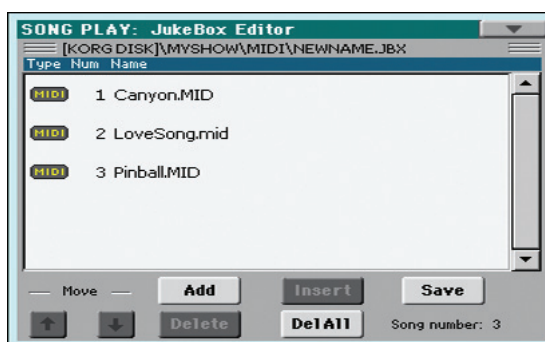 SONG PLAY: JukeBox Editor
[KORG DISK]\MYSHOW\MIDI\NEWNAME.JBX
Type Num Name
MIDI 1 Canyon.MID
MIDI 2 LoveSong.mid
MIDI 3 Pinball.MID
Move Add Insert Save
Delete DelAll Song number: 3